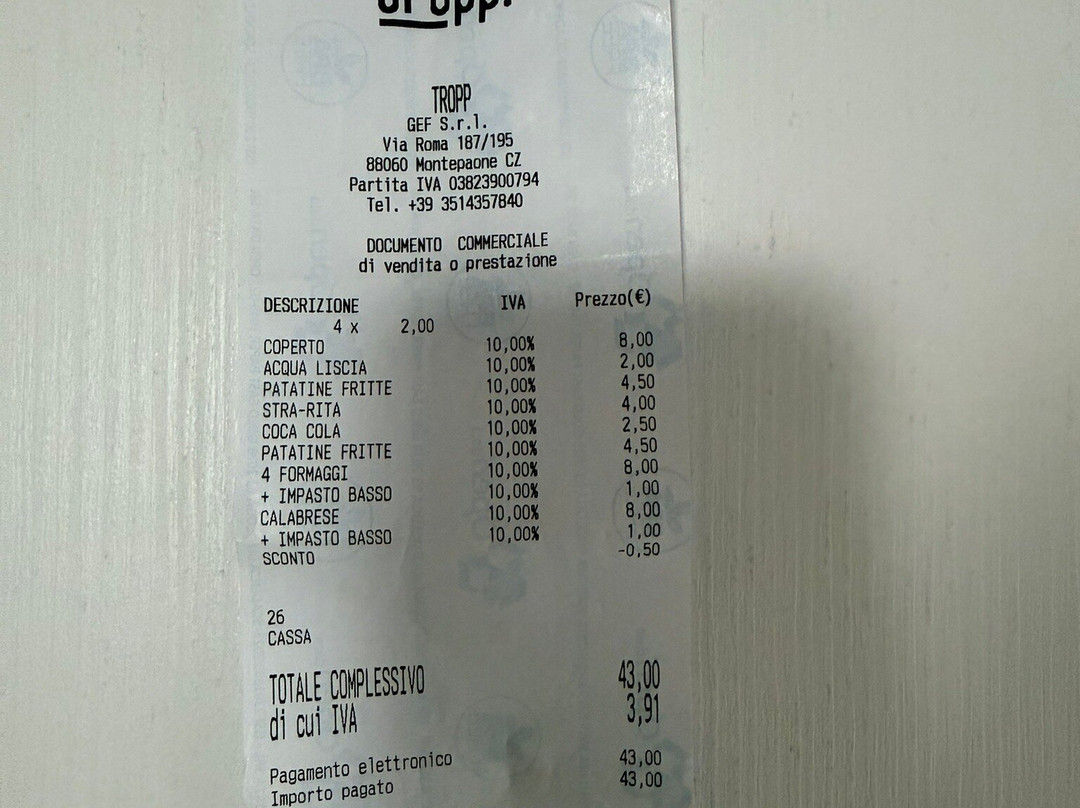 TROPP
GEF S.r.l.
Via Roma 187/195
88060 Montepaone CZ
Partita IVA 03823900794
Tel. +39 3514357840
DOCUMENTO COMMERCIALE
di vendita o prestazione
DESCRIZIONE IVA Prezzo(€)
4 x 2,00
COPERTO 10,00% 8,00
ACQUA LISCIA 10,00% 2,00
PATATINE FRITTE 10,00% 4,50
STRA-RITA 10,00% 4,00
COCA COLA 10,00% 2,50
PATATINE FRITTE 10,00% 4,50
4 FORMAGGI 10,00% 8,00
+ IMPASTO BASSO 10,00% 1,00
CALABRESE 10,00% 8,00
+ IMPASTO BASSO 10,00% 1,00
SCONTO -0,50
26
CASSA
TOTALE COMPLESSIVO 43,00
di cui IVA 3,91
Pagamento elettronico 43,00
Importo pagato 43,00